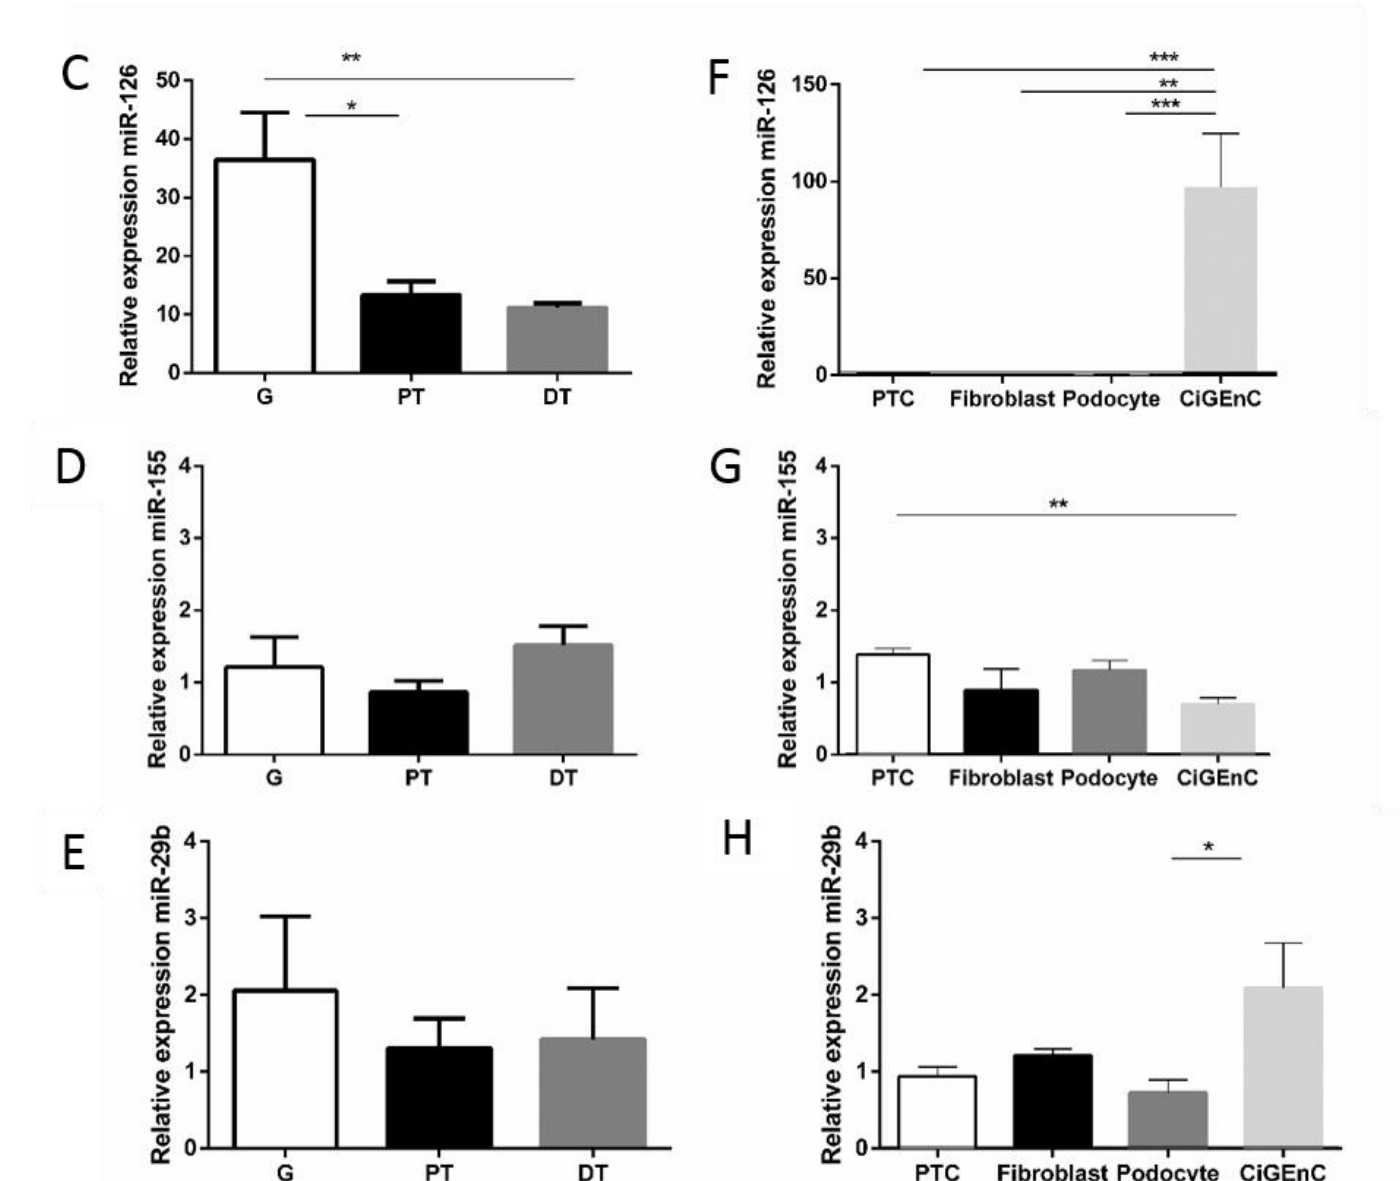 C
Relative expression miR-126
50
40
30
20
10
0
**
*
G PT DT
F
Relative expression miR-126
150
100
50
0
***
**
***
PTC Fibroblast Podocyte CiGEnC
D
Relative expression miR-155
4
3
2
1
0
G PT DT
G
Relative expression miR-155
4
3
2
1
0
**
PTC Fibroblast Podocyte CiGEnC
E
Relative expression miR-29b
4
3
2
1
0
G PT DT
H
Relative expression miR-29b
4
3
2
1
0
*
PTC Fibroblast Podocyte CiGEnC